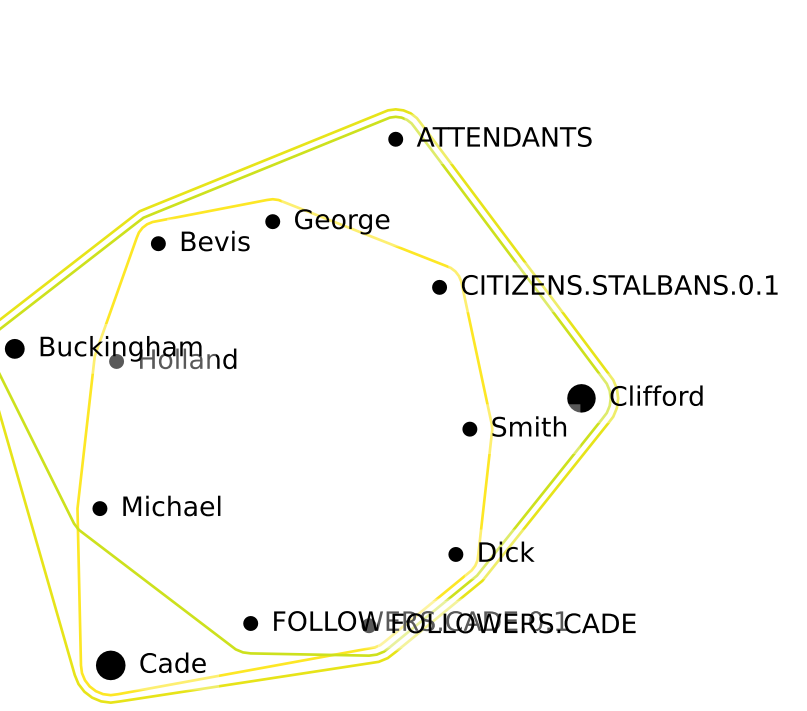 ATTENDANTS
George
Bevis
CITIZENS.STALBANS.0.1
Buckingham
Holland
Clifford
Smith
Michael
Dick
FOLLOWERS.CADE.0.1
FOLLOWERS.CADE
Cade